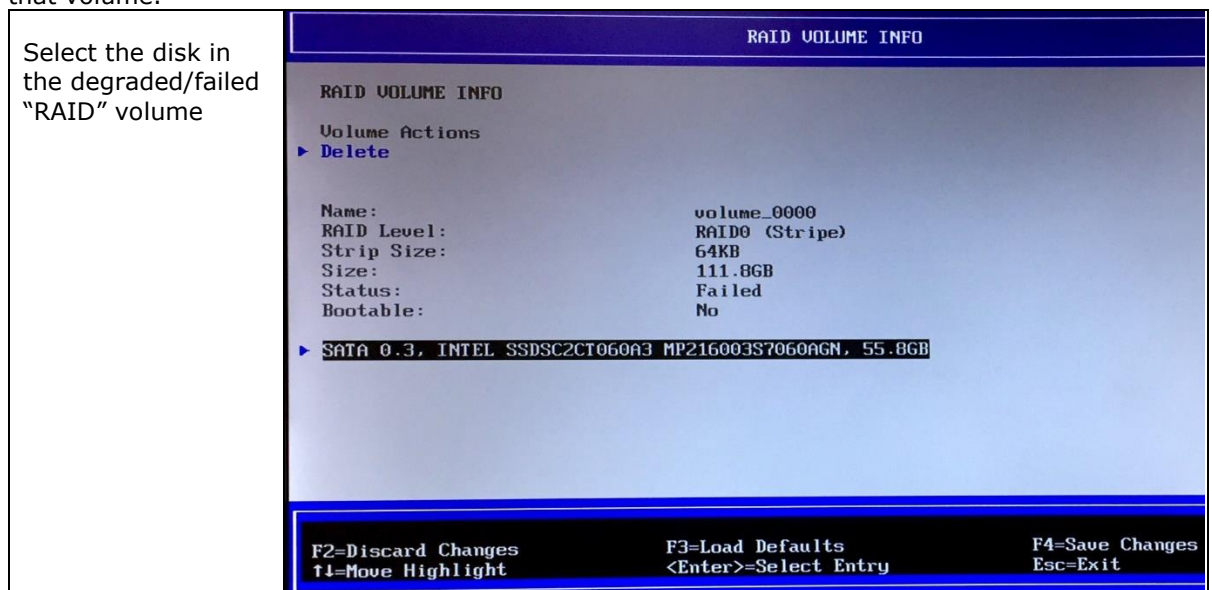 Select the disk in
the degraded/failed
“RAID” volume
RAID VOLUME INFO
RAID VOLUME INFO
Volume Actions
Delete
Name: volume_0000
RAID Level: RAID0 (Stripe)
Strip Size: 64KB
Size: 111.8GB
Status: Failed
Bootable: No
SATA 0.3, INTEL SSDSC2CT060A3 MP216003S7060AGN, 55.8GB
F2=Discard Changes F3=Load Defaults F4=Save Changes
↑↓=Move Highlight <Enter>=Select Entry Esc=Exit